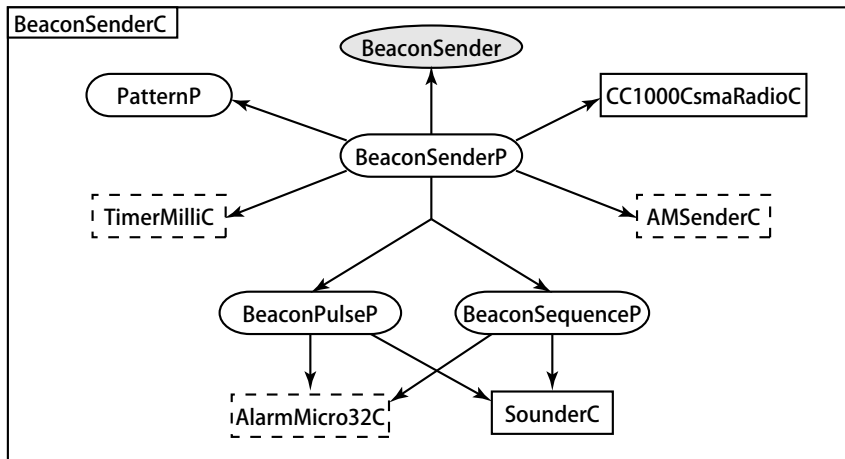 BeaconSenderC
BeaconSender
PatternP
CC1000CsmaRadioC
BeaconSenderP
TimerMilliC
AMSenderC
BeaconPulseP
BeaconSequenceP
AlarmMicro32C
SounderC